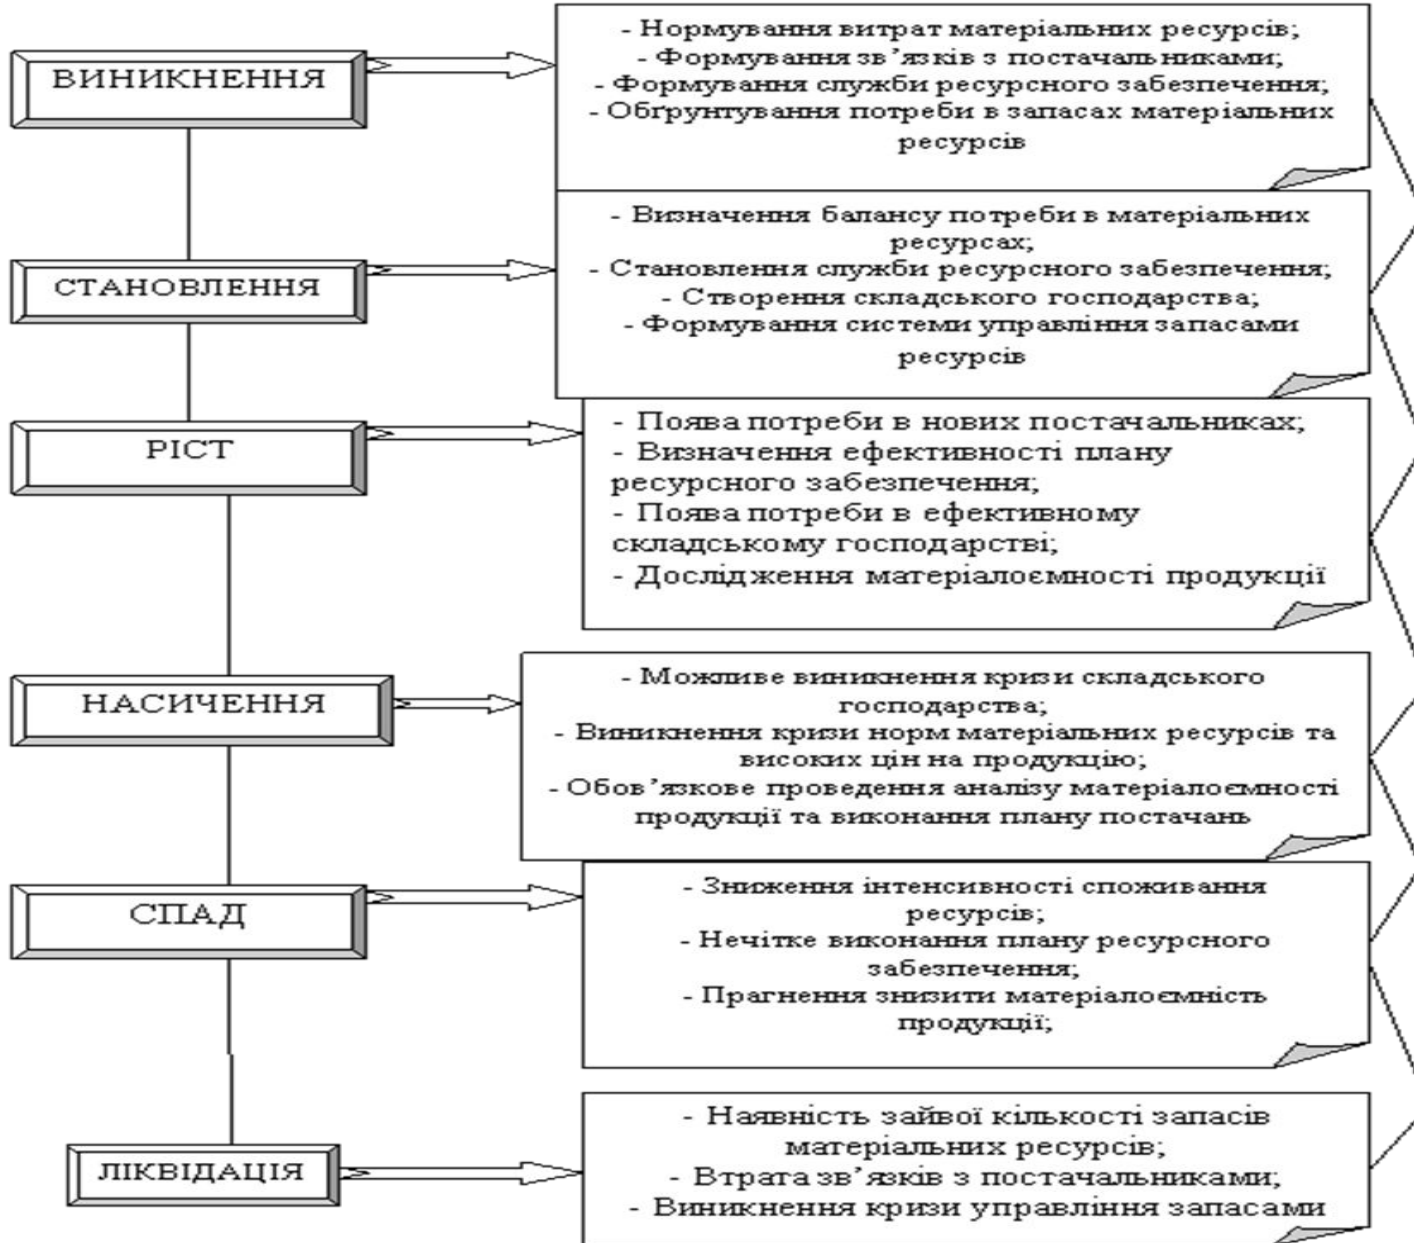 ВИНИКНЕННЯ
- Нормування витрат матеріальних ресурсів;
- Формування зв’язків з постачальниками;
- Формування служби ресурсного забезпечення;
- Обґрунтування потреби в запасах матеріальних
ресурсів
СТАНОВЛЕННЯ
- Визначення балансу потреби в матеріальних
ресурсах;
- Становлення служби ресурсного забезпечення;
- Створення складського господарства;
- Формування системи управління запасами
ресурсів
РІСТ
- Поява потреби в нових постачальниках;
- Визначення ефективності плану
ресурсного забезпечення;
- Поява потреби в ефективному
складському господарстві;
- Дослідження матеріалоємності продукції
НАСИЧЕННЯ
- Можливе виникнення кризи складського
господарства;
- Виникнення кризи норм матеріальних ресурсів та
високих цін на продукцію;
- Обов’язкове проведення аналізу матеріалоємності
продукції та виконання плану постачань
СПАД
- Зниження інтенсивності споживання
ресурсів;
- Нечітке виконання плану ресурсного
забезпечення;
- Прагнення знизити матеріалоємність
продукції;
ЛІКВІДАЦІЯ
- Наявність зайвої кількості запасів
матеріальних ресурсів;
- Втрата зв’язків з постачальниками;
- Виникнення кризи управління запасами